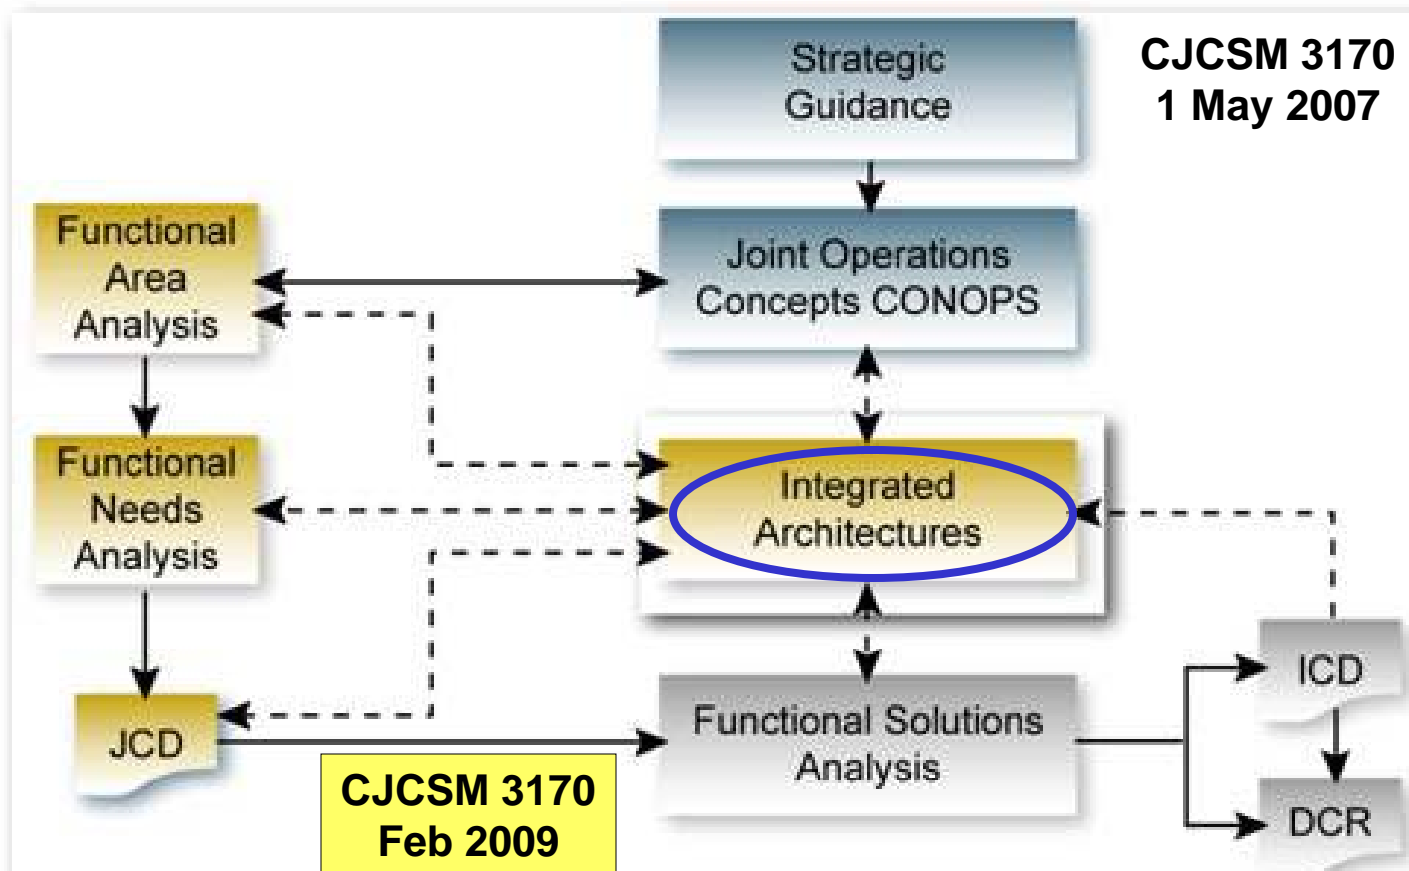 Strategic
Guidance
CJCSM 3170
1 May 2007
Functional
Area
Analysis
Joint Operations
Concepts CONOPS
Functional
Needs
Analysis
Integrated
Architectures
JCD
Functional Solutions
Analysis
ICD
DCR
CJCSM 3170
Feb 2009